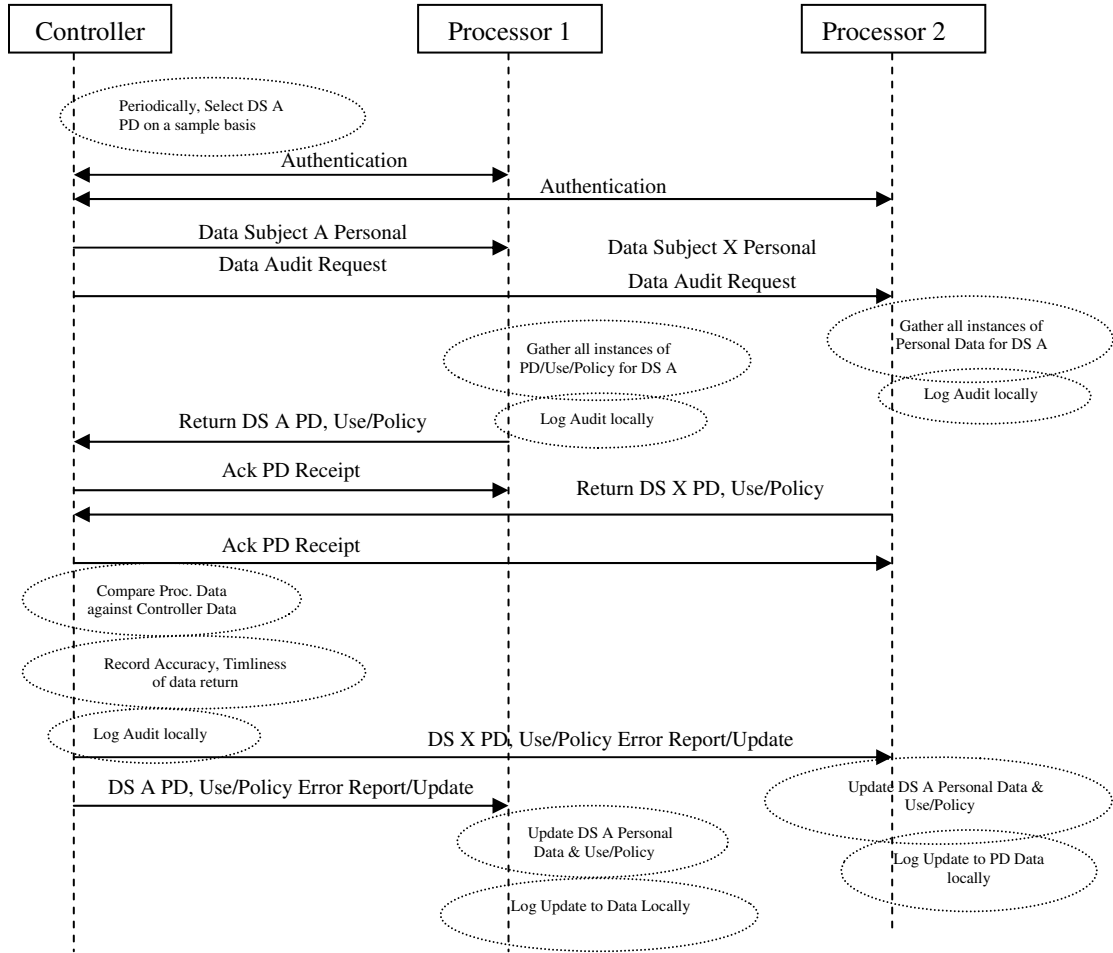 Controller
Processor 1
Processor 2
Periodically, Select DS A
PD on a sample basis
Authentication
Authentication
Data Subject A Personal
Data Audit Request
Data Subject X Personal
Data Audit Request
Gather all instances of
Personal Data for DS A
Gather all instances of
PD/Use/Policy for DS A
Log Audit locally
Log Audit locally
Return DS A PD, Use/Policy
Ack PD Receipt
Return DS X PD, Use/Policy
Ack PD Receipt
Compare Proc. Data
against Controller Data
Record Accuracy, Timliness
of data return
Log Audit locally
DS X PD, Use/Policy Error Report/Update
DS A PD, Use/Policy Error Report/Update
Update DS A Personal Data &
Use/Policy
Update DS A Personal
Data & Use/Policy
Log Update to PD Data
locally
Log Update to Data Locally